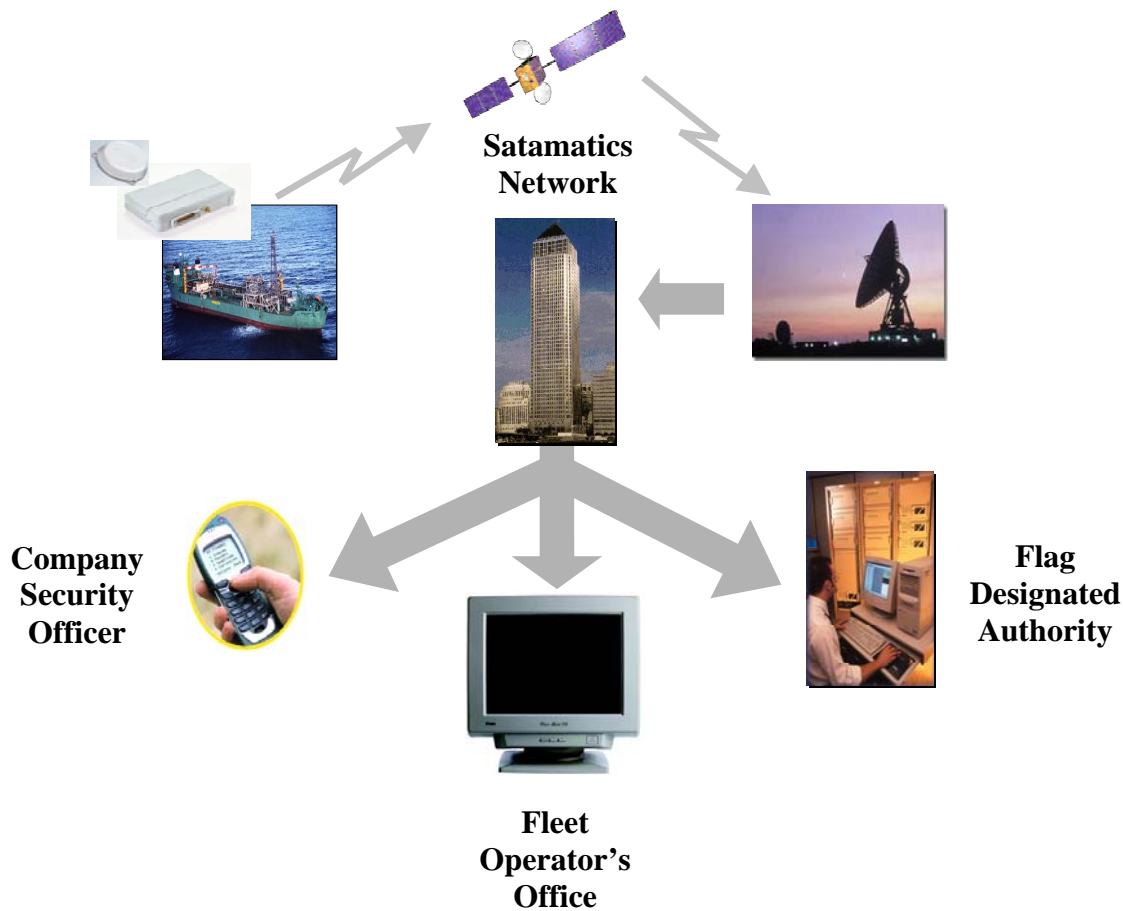 Satamatics
Network
Company
Security
Officer
Flag
Designated
Authority
Fleet
Operator's
Office